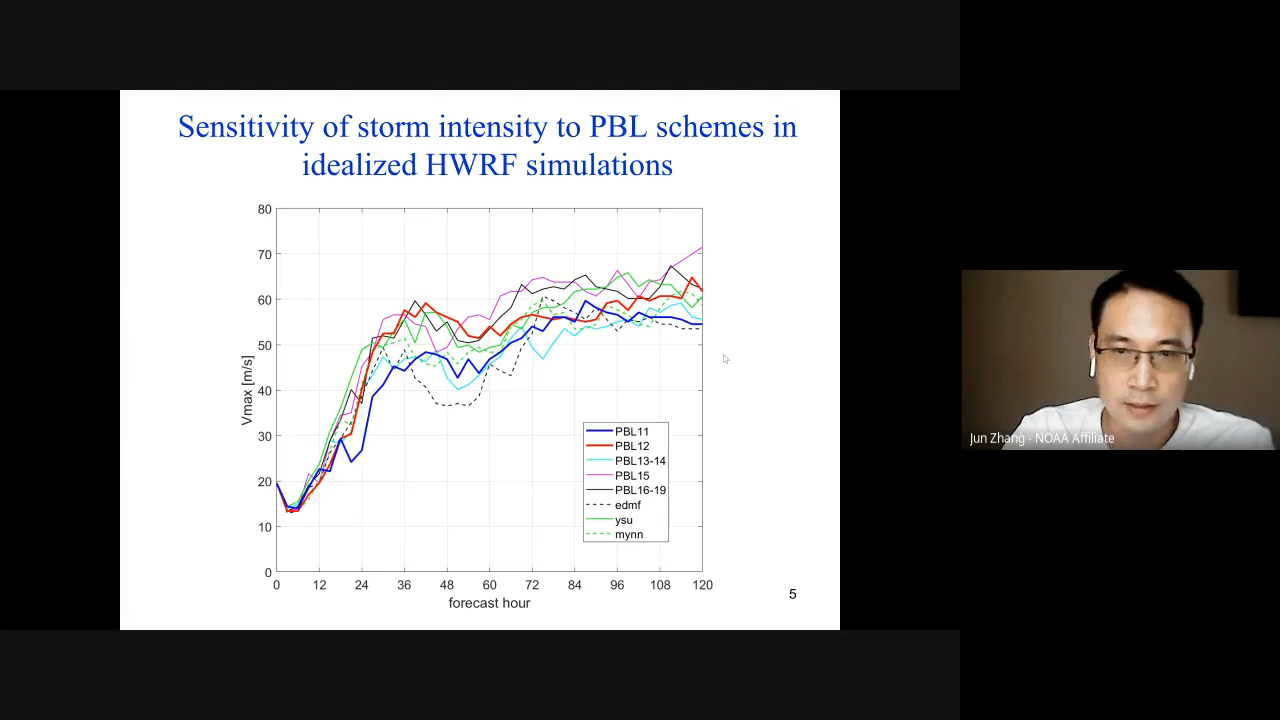 Sensitivity of storm intensity to PBL schemes in
idealized HWRF simulations
80
70
60
50
40
30
20
10
0
Vmax [m/s]
PBL11
PBL12
PBL13-14
PBL15
PBL16-19
edmf
ysu
mynn
0 12 24 36 48 60 72 84 96 108 120
forecast hour
5
Jun Zhang - NOAA Affiliate